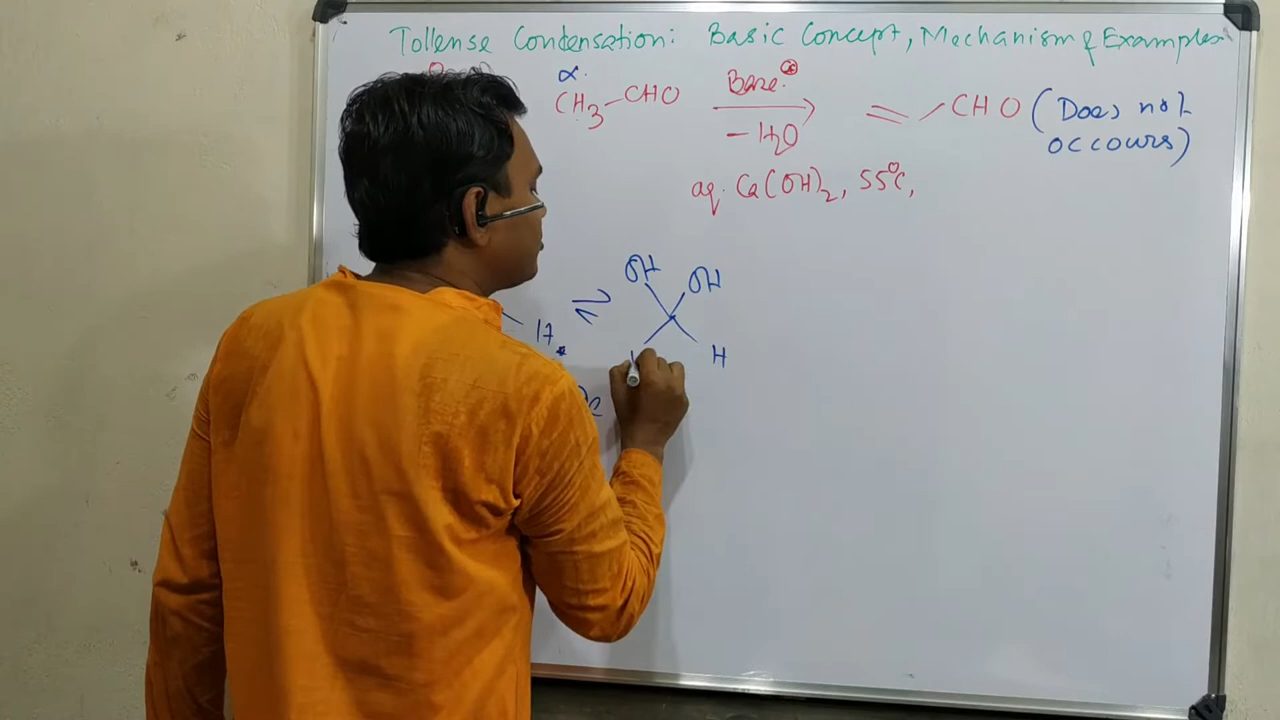 Tollense Condensation: Basic Concept, Mechanism & Examples
O
α.
CH3-CHO
Base.
-H2O
CHO (Does not
occours)
aq. Ca(OH)2, 55°C,
OH OH
H
H